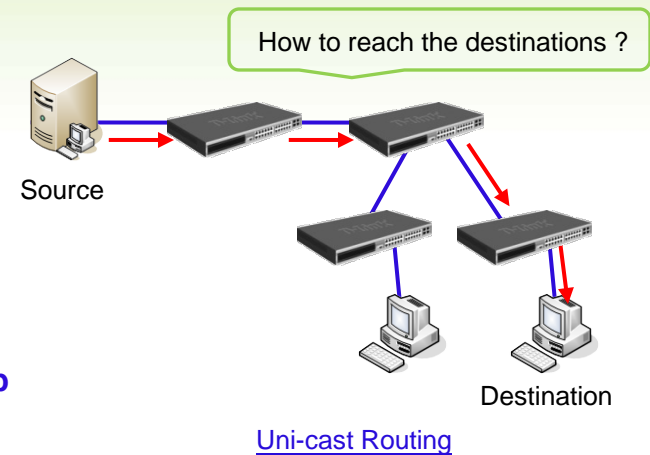 How to reach the destinations ?
Source
Destination
Uni-cast Routing